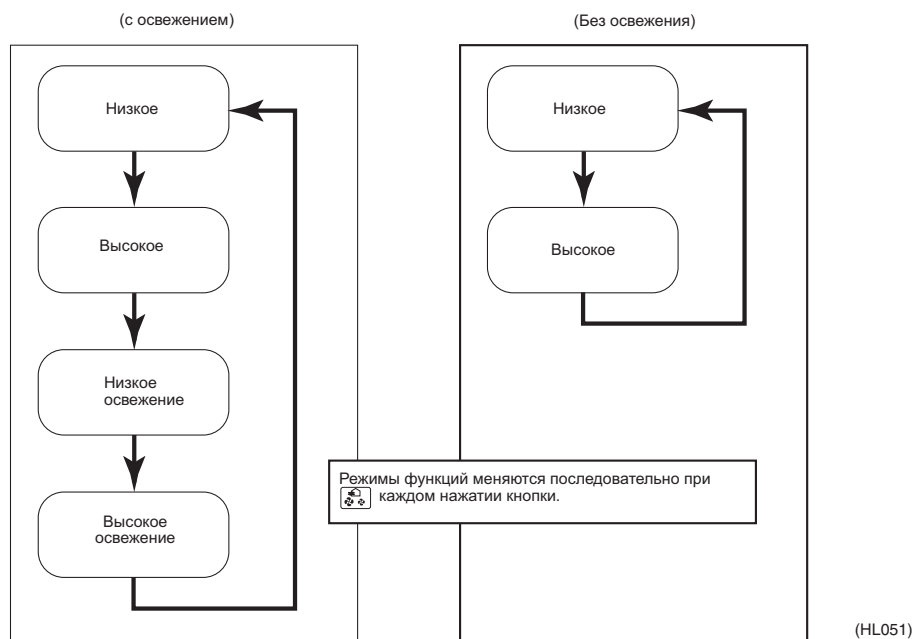 (с освежением)
(Без освежения)
Низкое
Высокое
Низкое
освежение
Высокое
освежение
Низкое
Высокое
Режимы функций меняются последовательно при
каждом нажатии кнопки.
(HL051)